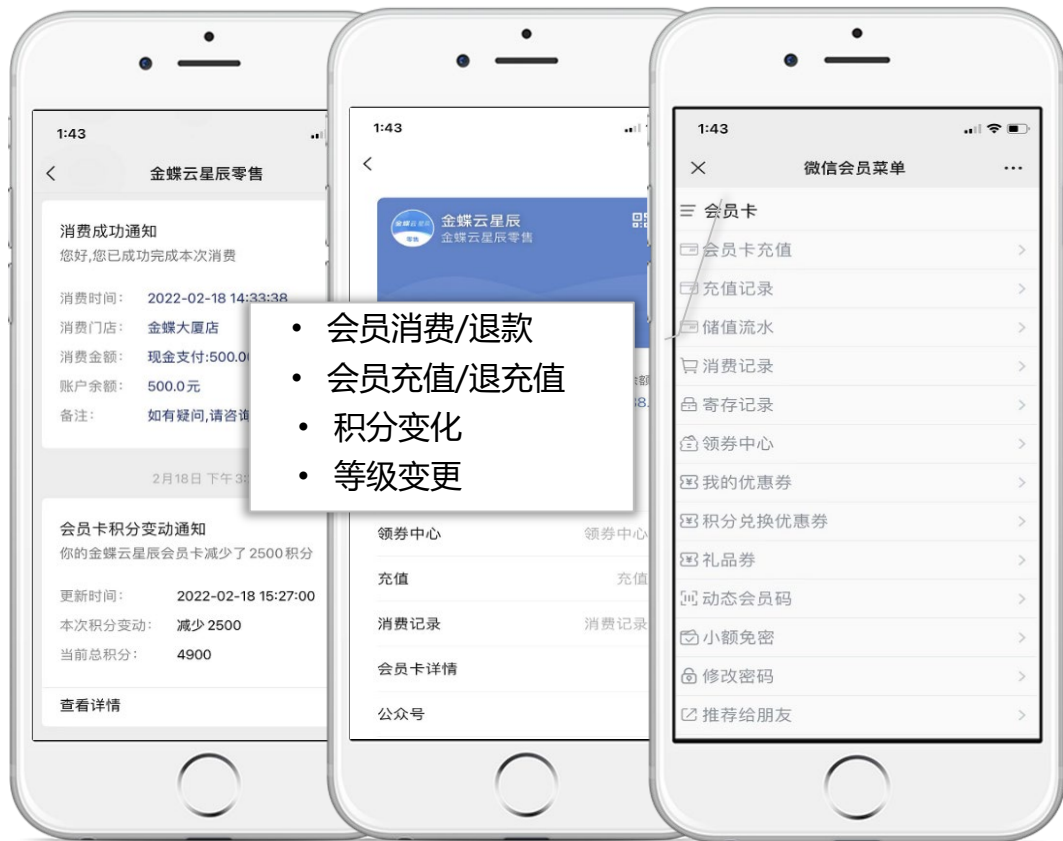 1:43
金蝶云星辰零售
消费成功通知
您好,您已成功完成本次消费
消费时间: 2022-02-18 14:33:38
消费门店: 金蝶大厦店
消费金额: 现金支付:500.0
账户余额: 500.0元
备注: 如有疑问,请咨询
2月18日 下午3:
会员卡积分变动通知
你的金蝶云星辰会员卡减少了2500积分
更新时间: 2022-02-18 15:27:00
本次积分变动: 减少2500
当前总积分: 4900
查看详情
1:43
金蝶云星辰
金蝶云星辰零售
零售
• 会员消费/退款
• 会员充值/退充值
• 积分变化
• 等级变更
领券中心 领券中心
充值 充值
消费记录 消费记录
会员卡详情
公众号
1:43
微信会员菜单
会员卡
会员卡充值
充值记录
储值流水
消费记录
寄存记录
领券中心
我的优惠券
积分兑换优惠券
礼品券
动态会员码
小额免密
修改密码
推荐给朋友